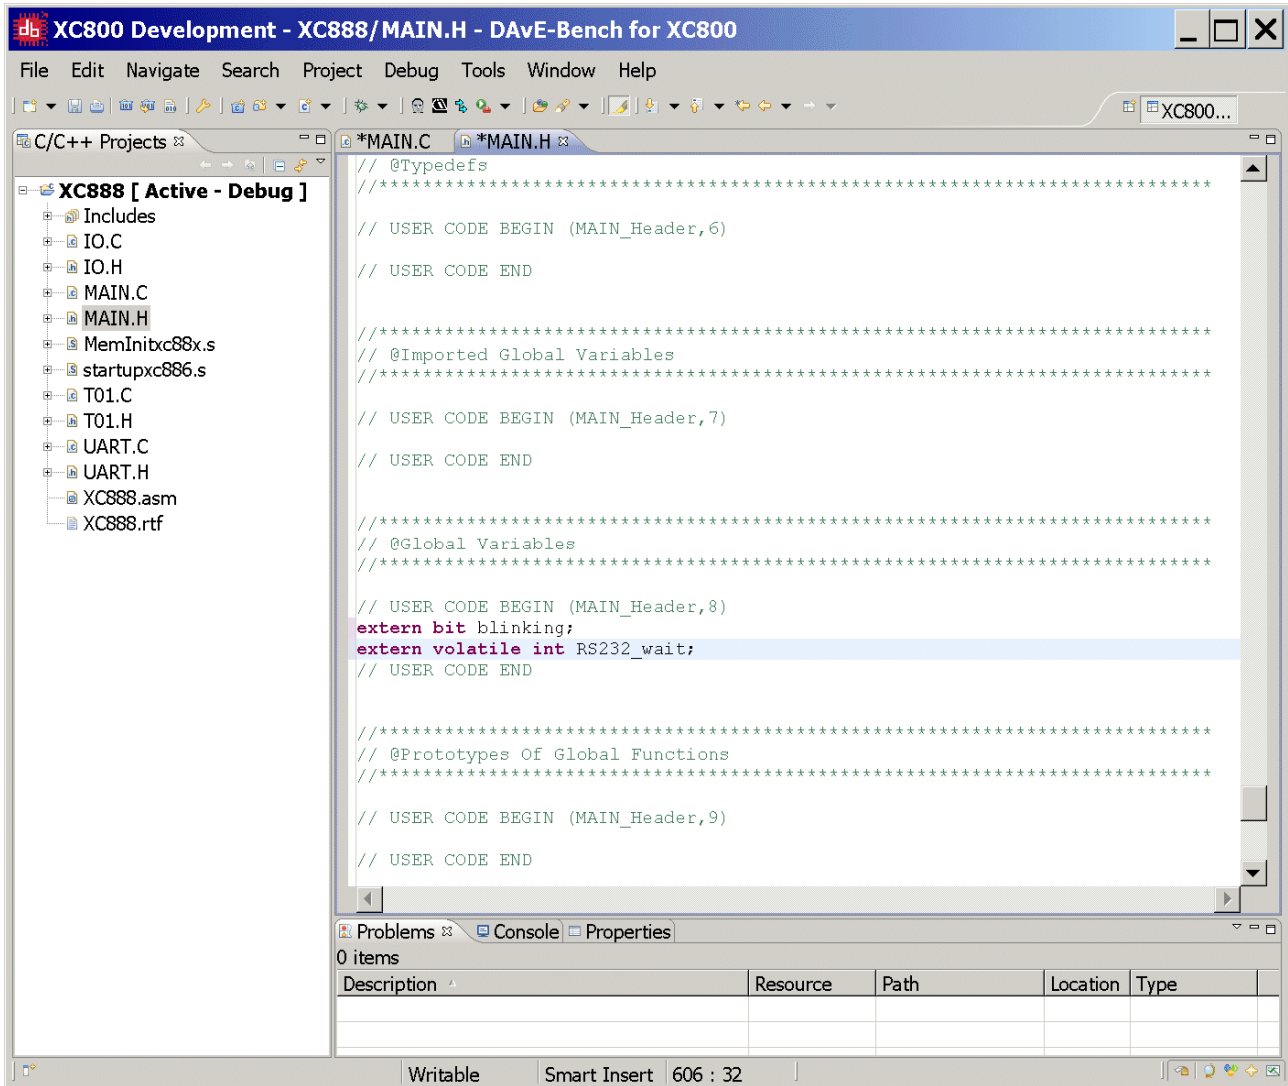 XC800 Development - XC888/MAIN.H - DAvE-Bench for XC800
File Edit Navigate Search Project Debug Tools Window Help
XC800...
C/C++ Projects
*MAIN.C *MAIN.H
XC888 [ Active - Debug ]
Includes
IO.C
IO.H
MAIN.C
MAIN.H
MemInitxc88x.s
startupxc886.s
T01.C
T01.H
UART.C
UART.H
XC888.asm
XC888.rtf
// @Typedefs
//****************************************************************************
// USER CODE BEGIN (MAIN_Header,6)
// USER CODE END
//****************************************************************************
// @Imported Global Variables
//****************************************************************************
// USER CODE BEGIN (MAIN_Header,7)
// USER CODE END
//****************************************************************************
// @Global Variables
//****************************************************************************
// USER CODE BEGIN (MAIN_Header,8)
extern bit blinking;
extern volatile int RS232_wait;
// USER CODE END
//****************************************************************************
// @Prototypes Of Global Functions
//****************************************************************************
// USER CODE BEGIN (MAIN_Header,9)
// USER CODE END
Problems Console Properties
0 items
Description Resource Path Location Type
Writable Smart Insert 606 : 32